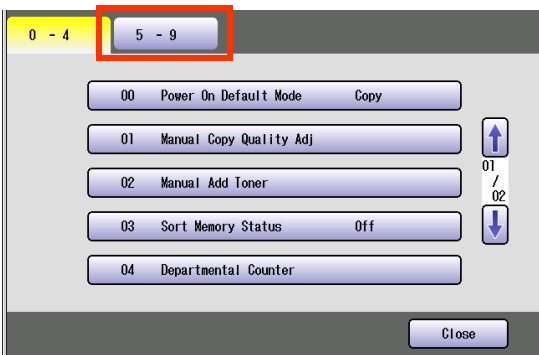 0 - 4
5 - 9
00 Power On Default Mode Copy
01 Manual Copy Quality Adj
02 Manual Add Toner
03 Sort Memory Status Off
04 Departmental Counter
01
/
02
Close